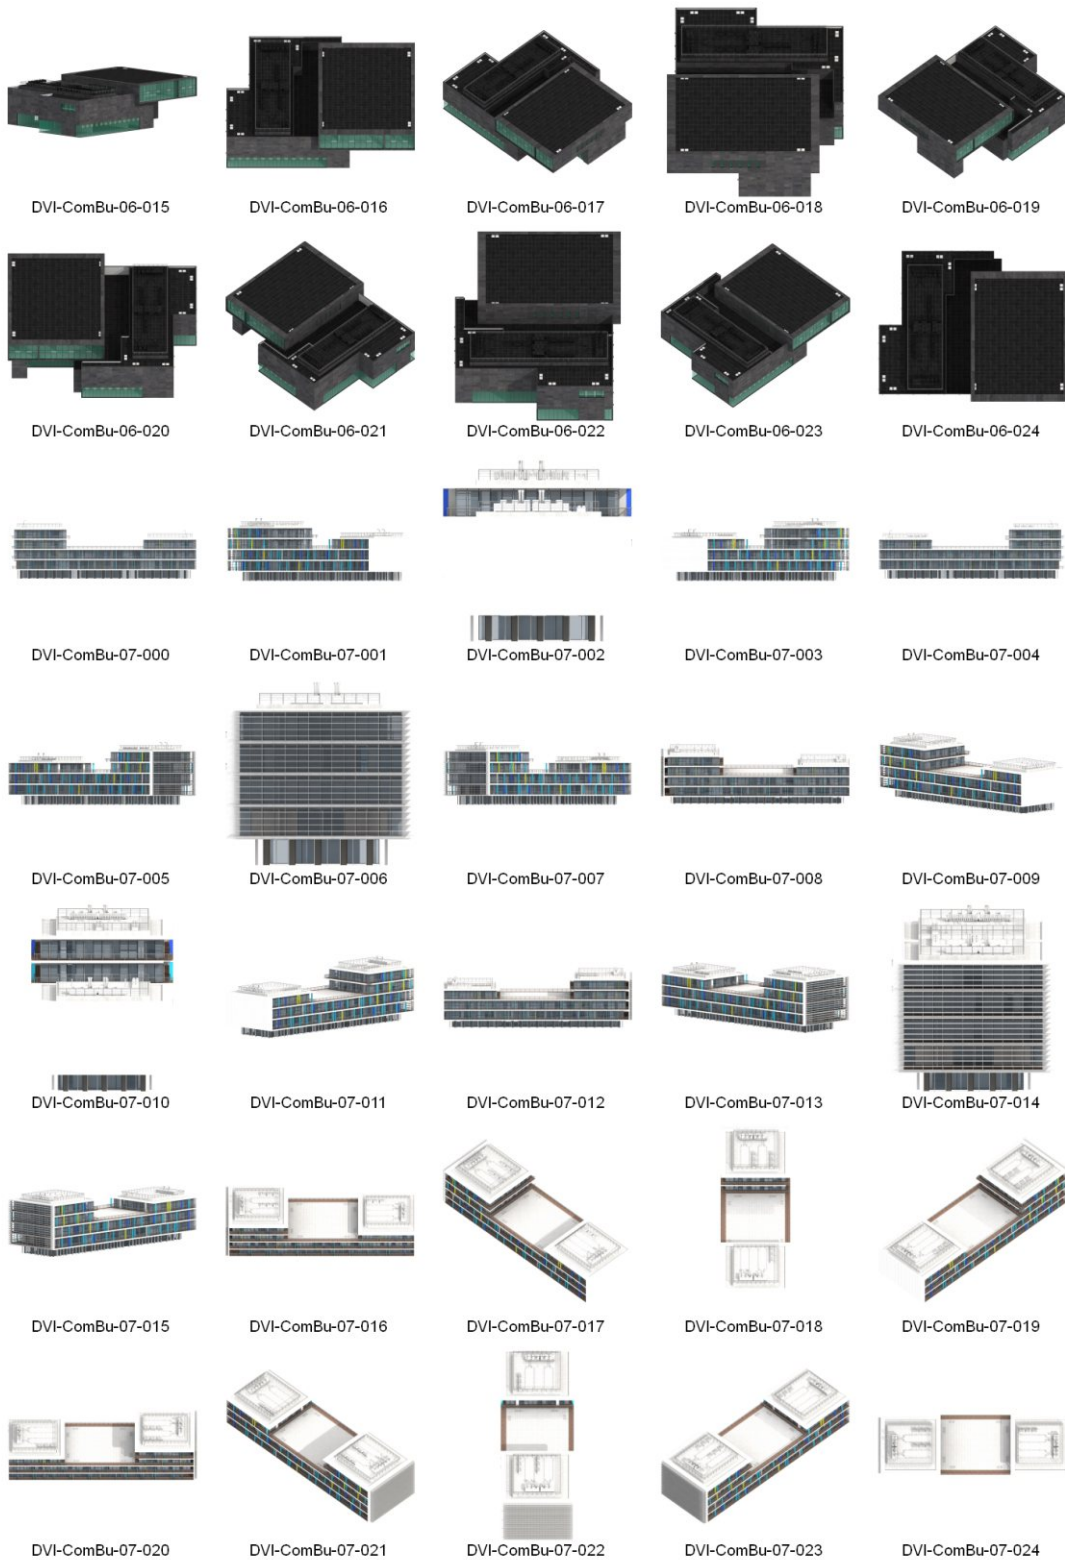 DVI-ComBu-06-015
DVI-ComBu-06-016
DVI-ComBu-06-017
DVI-ComBu-06-018
DVI-ComBu-06-019
DVI-ComBu-06-020
DVI-ComBu-06-021
DVI-ComBu-06-022
DVI-ComBu-06-023
DVI-ComBu-06-024
DVI-ComBu-07-000
DVI-ComBu-07-001
DVI-ComBu-07-002
DVI-ComBu-07-003
DVI-ComBu-07-004
DVI-ComBu-07-005
DVI-ComBu-07-006
DVI-ComBu-07-007
DVI-ComBu-07-008
DVI-ComBu-07-009
DVI-ComBu-07-010
DVI-ComBu-07-011
DVI-ComBu-07-012
DVI-ComBu-07-013
DVI-ComBu-07-014
DVI-ComBu-07-015
DVI-ComBu-07-016
DVI-ComBu-07-017
DVI-ComBu-07-018
DVI-ComBu-07-019
DVI-ComBu-07-020
DVI-ComBu-07-021
DVI-ComBu-07-022
DVI-ComBu-07-023
DVI-ComBu-07-024